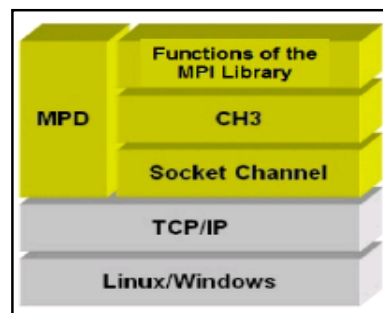 Functions of the
MPI Library
MPD
CH3
Socket Channel
TCP/IP
Linux/Windows